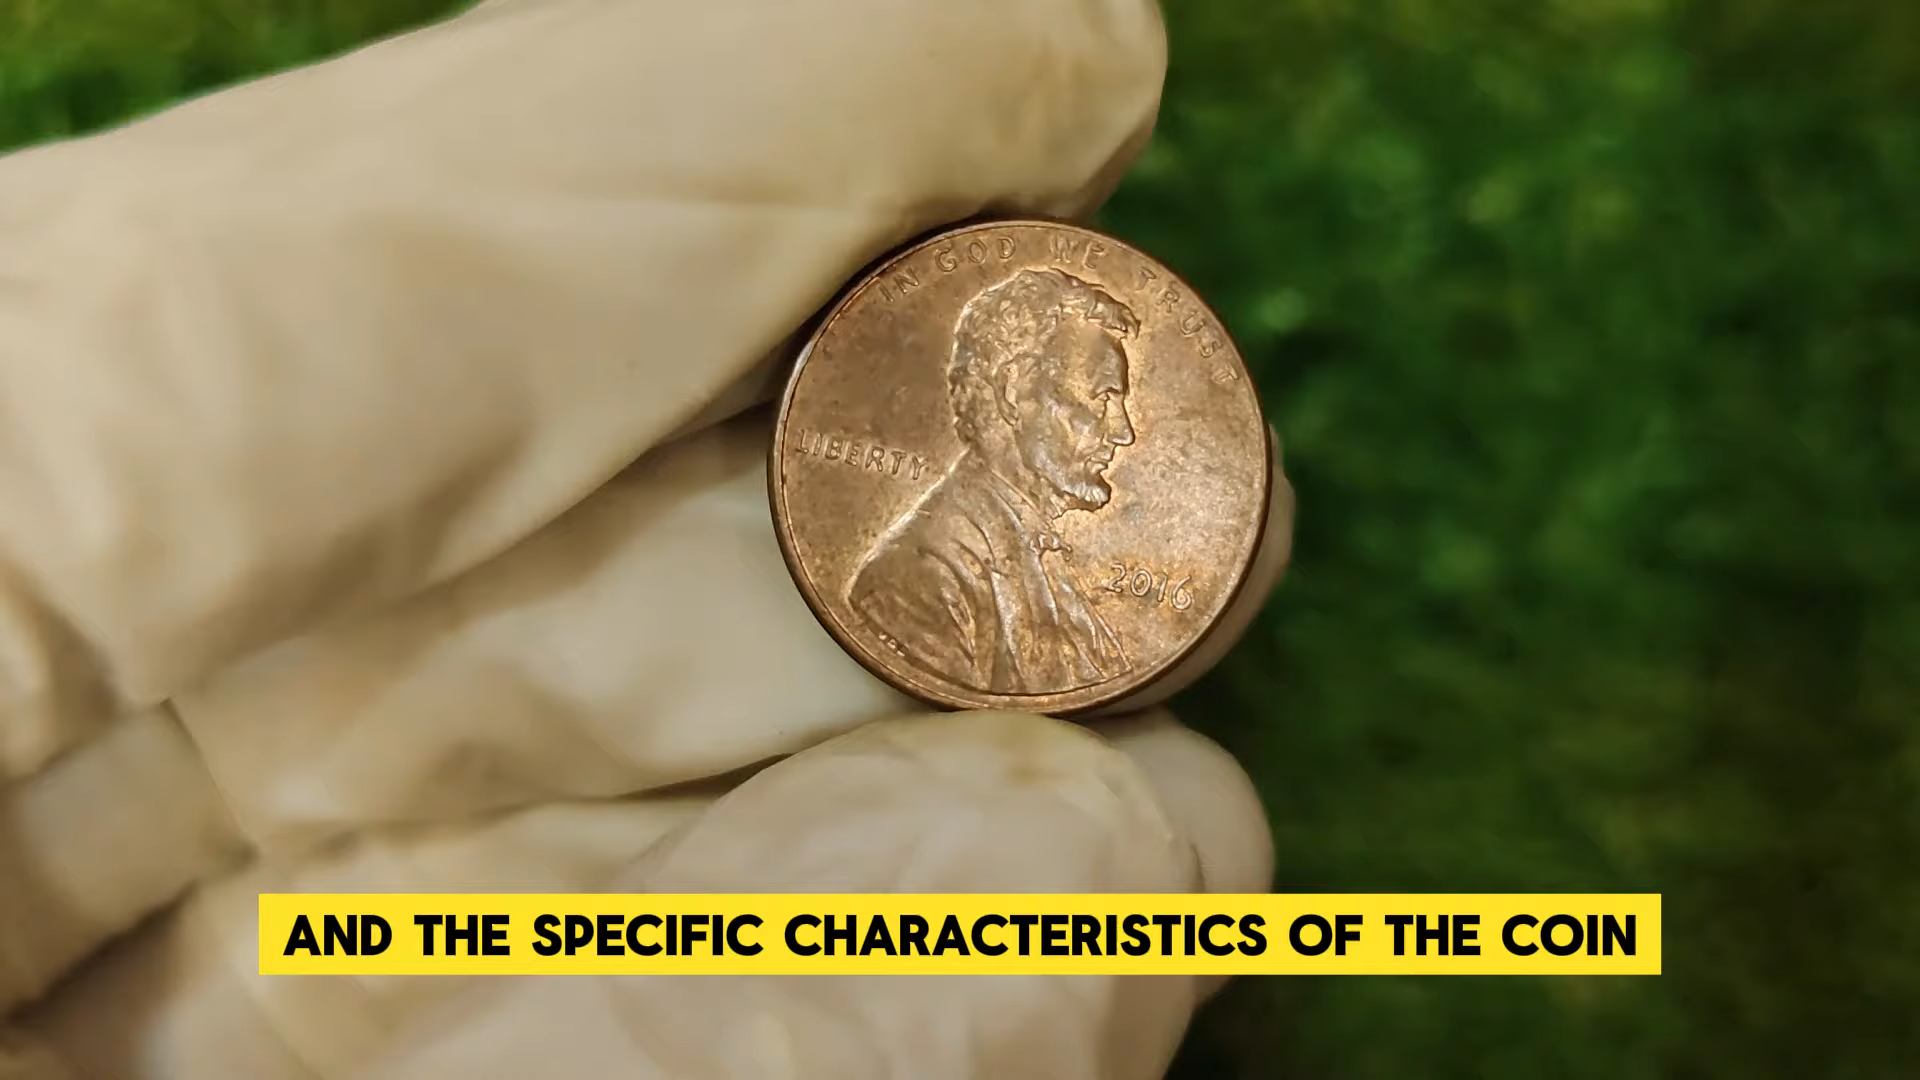 IN GOD WE TRUST
LIBERTY
2016
AND THE SPECIFIC CHARACTERISTICS OF THE COIN